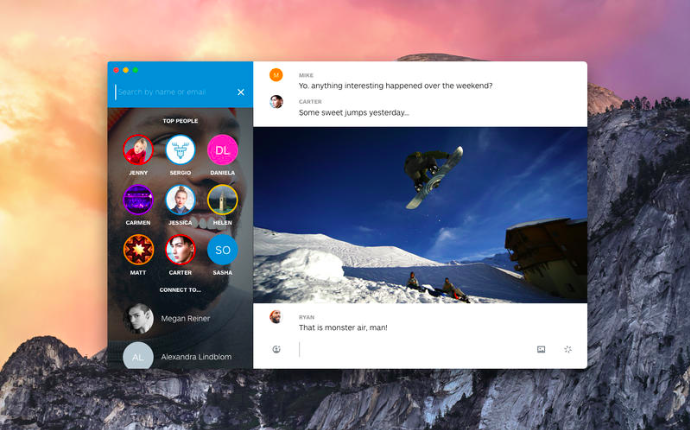 Search by name or email
TOP PEOPLE
JENNY
SERGIO
DL
DANIELA
CARMEN
JESSICA
HELEN
MATT
CARTER
SO
SASHA
CONNECT TO...
Megan Reiner
AL
Alexandra Lindblom
M
MIKE
Yo, anything interesting happened over the weekend?
CARTER
Some sweet jumps yesterday...
RYAN
That is monster air, man!